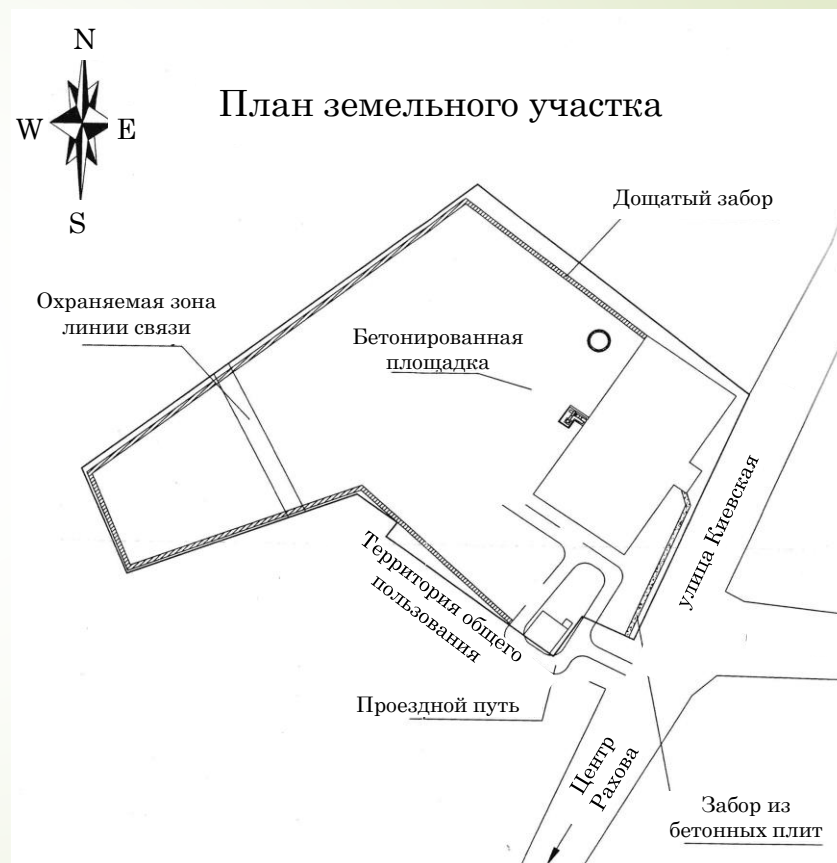 N
План земельного участка
W E
S
Дощатый забор
Охраняемая зона
линии связи
Бетонированная
площадка
улица Киевская
Территория общего
пользования
Проездной путь
Центр
Рахова
Забор из
бетонных плит